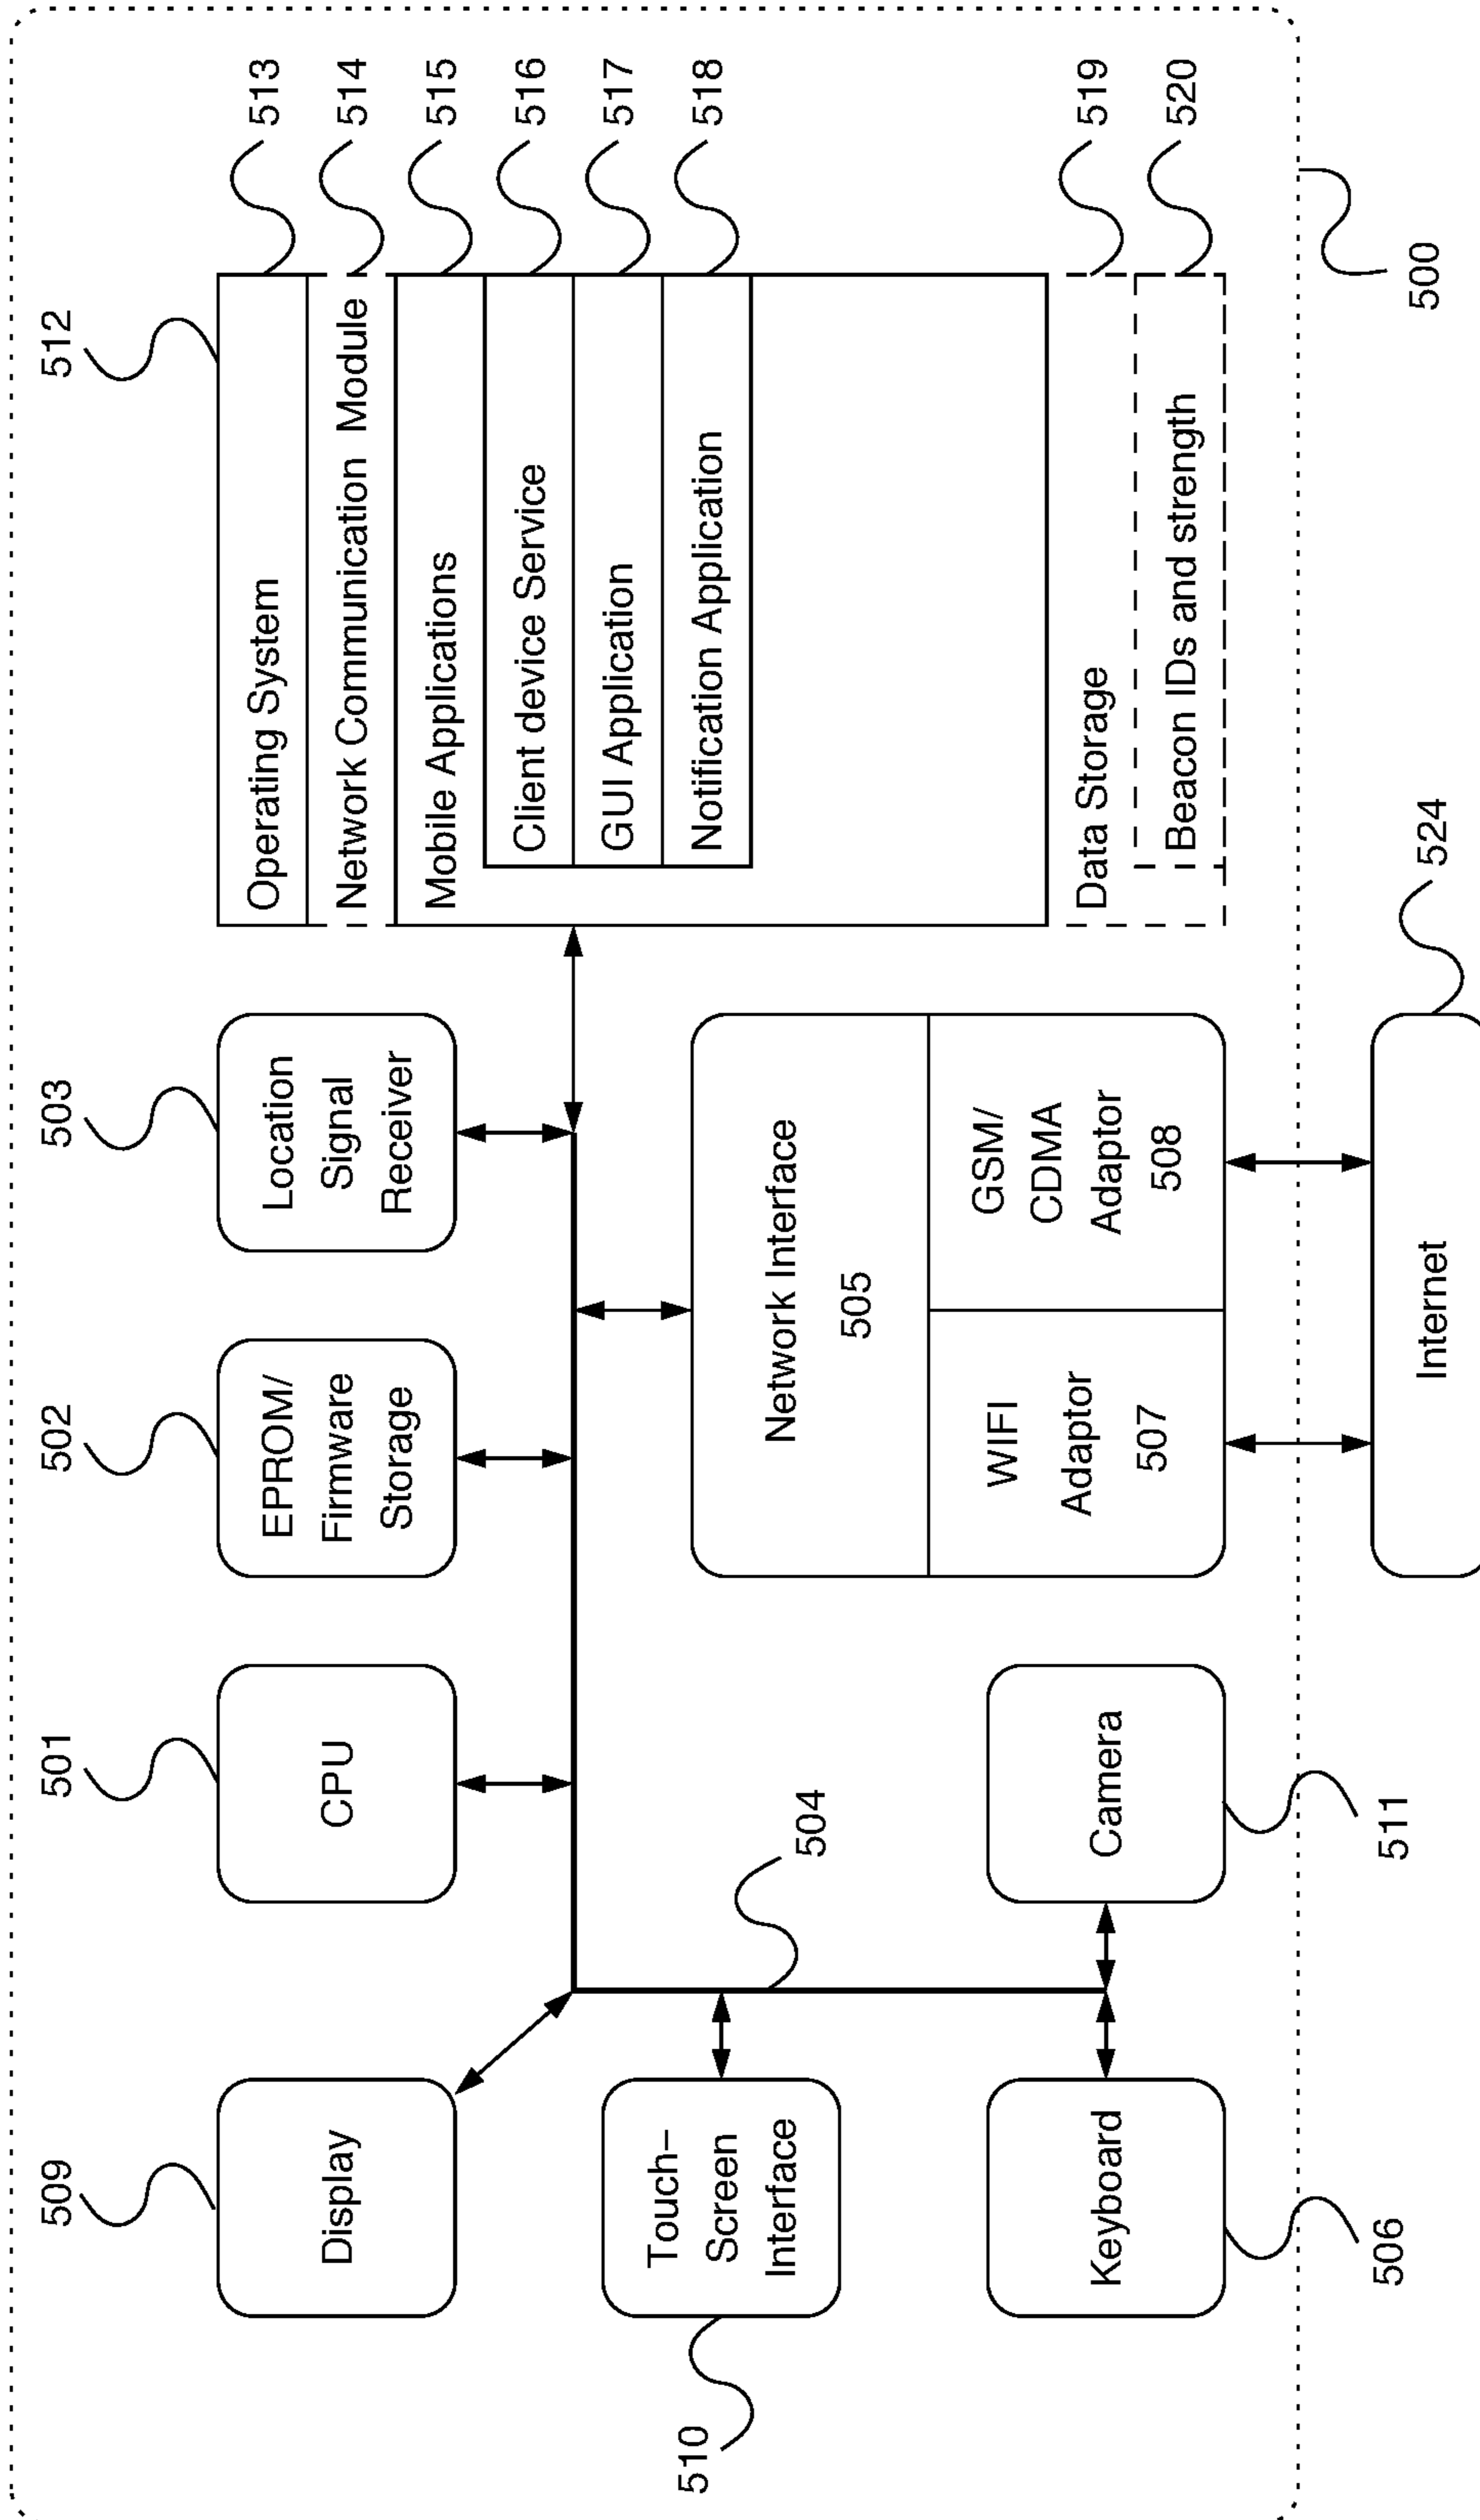 509
501
502
503
512
Display
CPU
EPROM/
Firmware
Storage
Location
Signal
Receiver
Operating System
513
Network Communication Module
514
Mobile Applications
515
Client device Service
516
GUI Application
517
Notification Application
518
Data Storage
519
Beacon IDs and strength
520
510
Touch–
Screen
Interface
504
Network Interface
505
WIFI
Adaptor
507
GSM/
CDMA
Adaptor
508
Keyboard
506
Camera
511
Internet
524
500